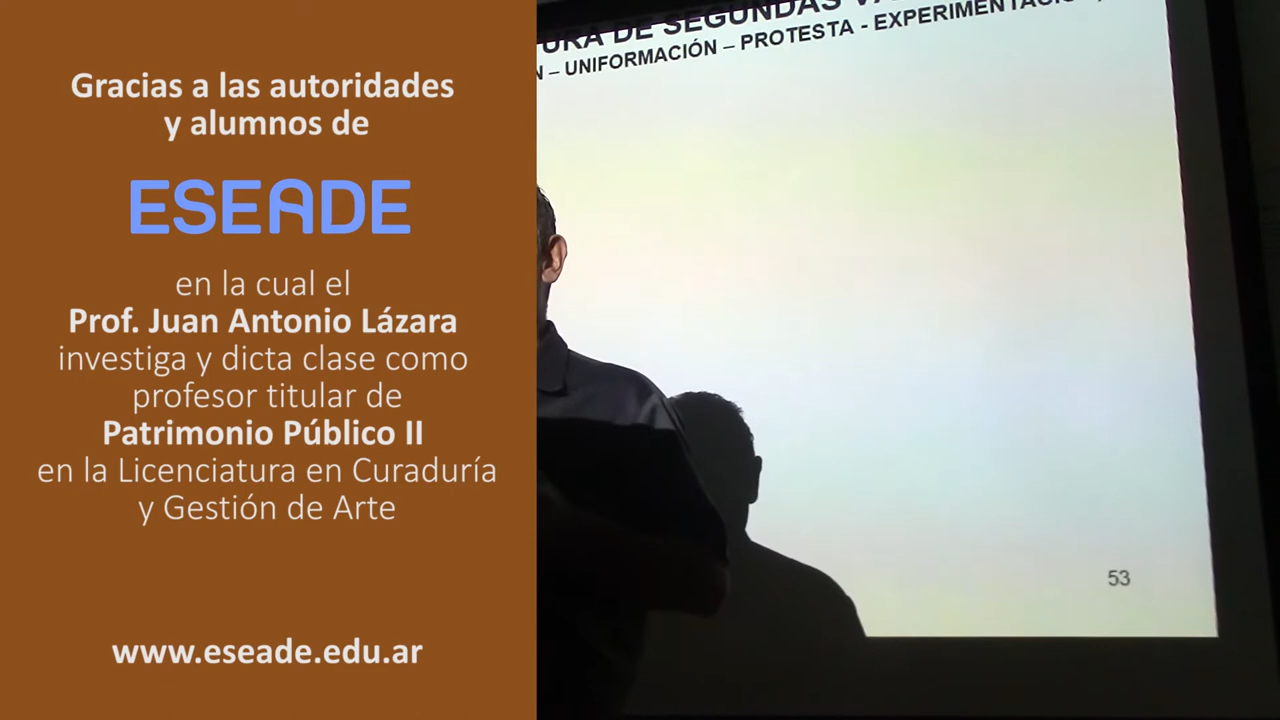 Gracias a las autoridades
y alumnos de
ESEADE
en la cual el
Prof. Juan Antonio Lázara
investiga y dicta clase como
profesor titular de
Patrimonio Público II
en la Licenciatura en Curaduría
y Gestión de Arte
www.eseade.edu.ar
DE SEGUNDAS
– UNIFORMACIÓN – PROTESTA -
53